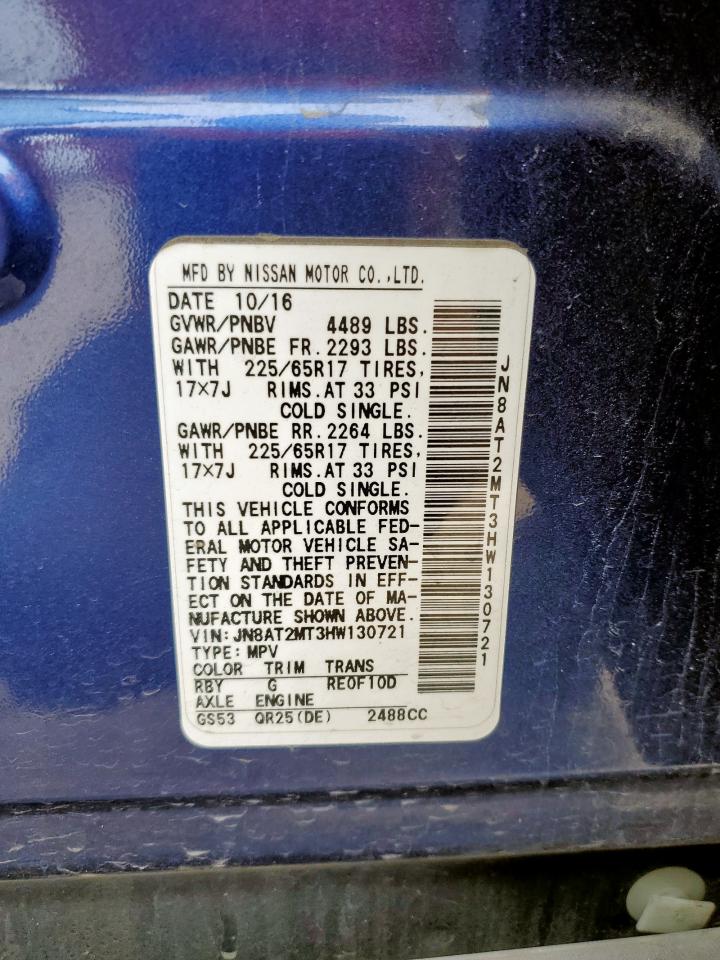 MFD BY NISSAN MOTOR CO.,LTD.
DATE 10/16
GVWR/PNBV 4489 LBS.
GAWR/PNBE FR. 2293 LBS.
WITH 225/65R17 TIRES,
17×7J RIMS.AT 33 PSI
COLD SINGLE.
GAWR/PNBE RR. 2264 LBS.
WITH 225/65R17 TIRES,
17×7J RIMS.AT 33 PSI
COLD SINGLE.
THIS VEHICLE CONFORMS
TO ALL APPLICABLE FED-
ERAL MOTOR VEHICLE SA-
FETY AND THEFT PREVEN-
TION STANDARDS IN EFF-
ECT ON THE DATE OF MA-
NUFACTURE SHOWN ABOVE.
VIN:JN8AT2MT3HW130721
TYPE:MPV
COLOR TRIM TRANS
RBY G RE0F10D
AXLE ENGINE
GS53 QR25(DE) 2488CC
JN8AT2MT3HW130721